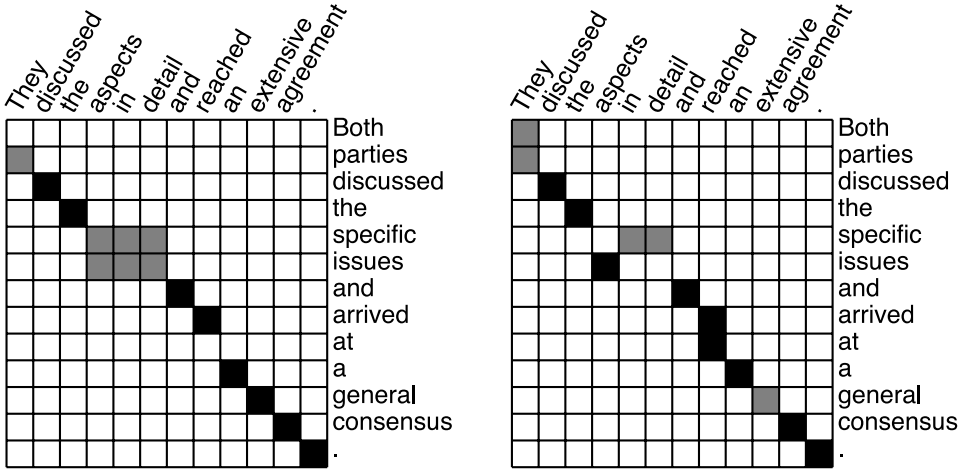 They
discussed
the
aspects
in
detail
and
reached
an
extensive
agreement
.
Both
parties
discussed
the
specific
issues
and
arrived
at
a
general
consensus
.
They
discussed
the
aspects
in
detail
and
reached
an
extensive
agreement
.
Both
parties
discussed
the
specific
issues
and
arrived
at
a
general
consensus
.